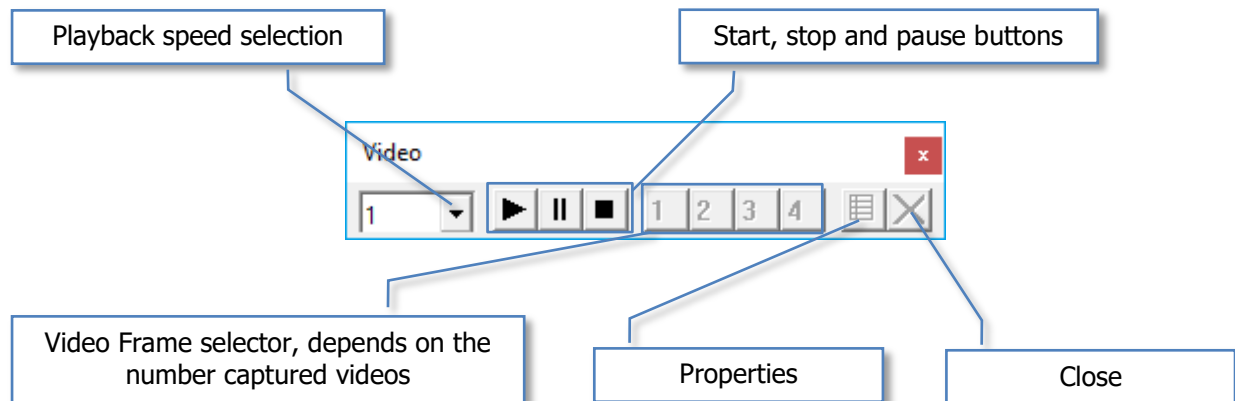 Playback speed selection
Start, stop and pause buttons
Video
x
1
1 2 3 4
Video Frame selector, depends on the
number captured videos
Properties
Close